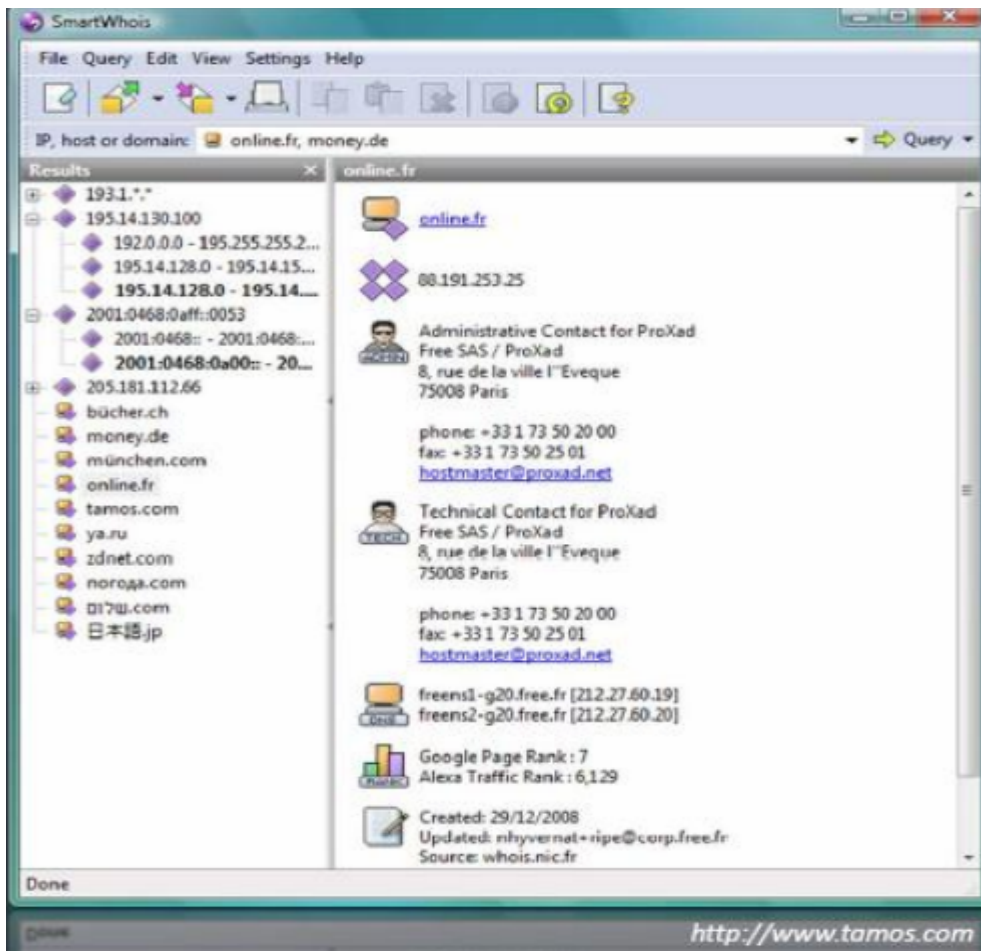 SmartWhois
File Query Edit View Settings Help
IP, host or domain: online.fr, money.de
Query
Results
193.1.*.*
195.14.130.100
192.0.0.0 - 195.255.255.2...
195.14.128.0 - 195.14.15...
195.14.128.0 - 195.14....
2001:0468:0aff::0053
2001:0468:: - 2001:0468:...
2001:0468:0a00:: - 20...
205.181.112.66
bücher.ch
money.de
münchen.com
online.fr
tamos.com
ya.ru
zdnet.com
погода.com
שלום.com
日本語.jp
online.fr
online.fr
88.191.253.25
ADMIN
Administrative Contact for ProXad
Free SAS / ProXad
8, rue de la ville l''Eveque
75008 Paris
phone: +33 1 73 50 20 00
fax: +33 1 73 50 25 01
hostmaster@proxad.net
TECH
Technical Contact for ProXad
Free SAS / ProXad
8, rue de la ville l''Eveque
75008 Paris
phone: +33 1 73 50 20 00
fax: +33 1 73 50 25 01
hostmaster@proxad.net
DNS
freens1-g20.free.fr [212.27.60.19]
freens2-g20.free.fr [212.27.60.20]
RANK
Google Page Rank : 7
Alexa Traffic Rank : 6,129
Created: 29/12/2008
Updated: nhyvernat+ripe@corp.free.fr
Source: whois.nic.fr
Done
http://www.tamos.com